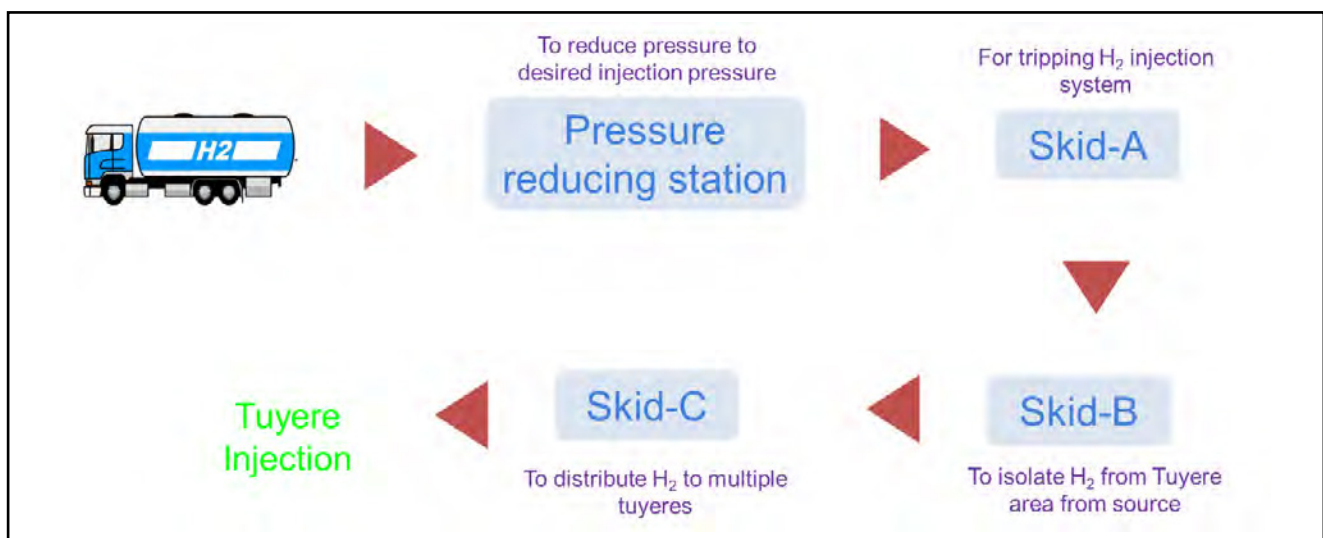 To reduce pressure to
desired injection pressure
For tripping H₂ injection
system
H2
Pressure
reducing station
Skid-A
Tuyere
Injection
Skid-C
Skid-B
To distribute H₂ to multiple
tuyeres
To isolate H₂ from Tuyere
area from source